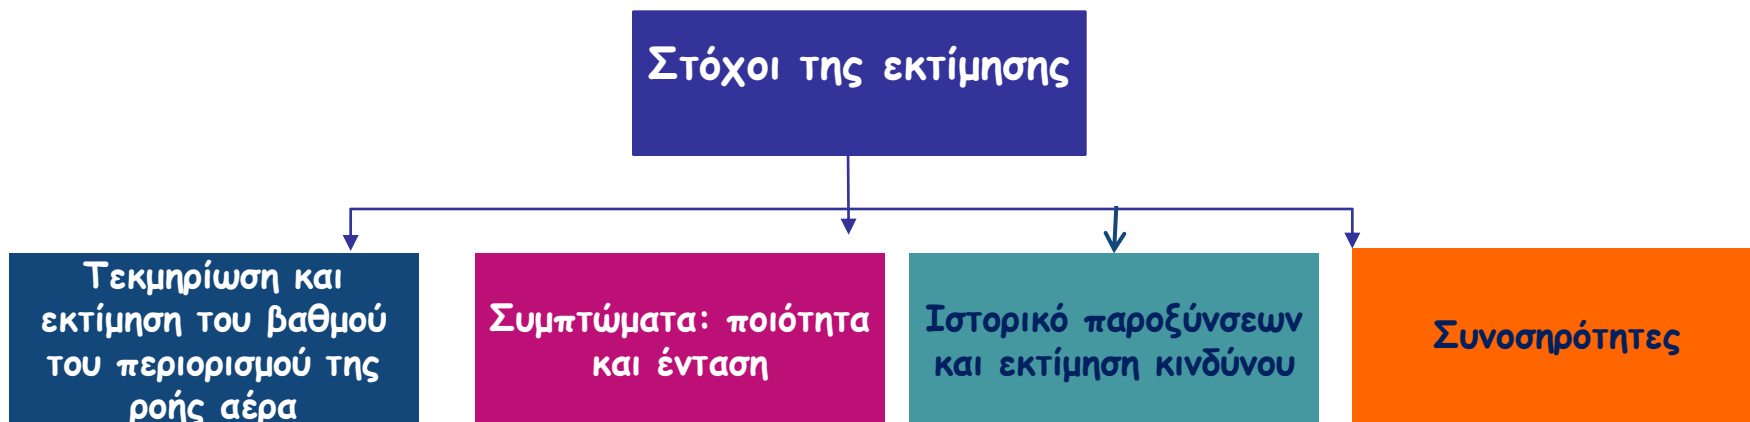 Στόχοι της εκτίμησης
Τεκμηρίωση και
εκτίμηση του βαθμού
του περιορισμού της
ροής αέρα
Συμπτώματα: ποιότητα
και ένταση
Ιστορικό παροξύνσεων
και εκτίμηση κινδύνου
Συνοσηρότητες